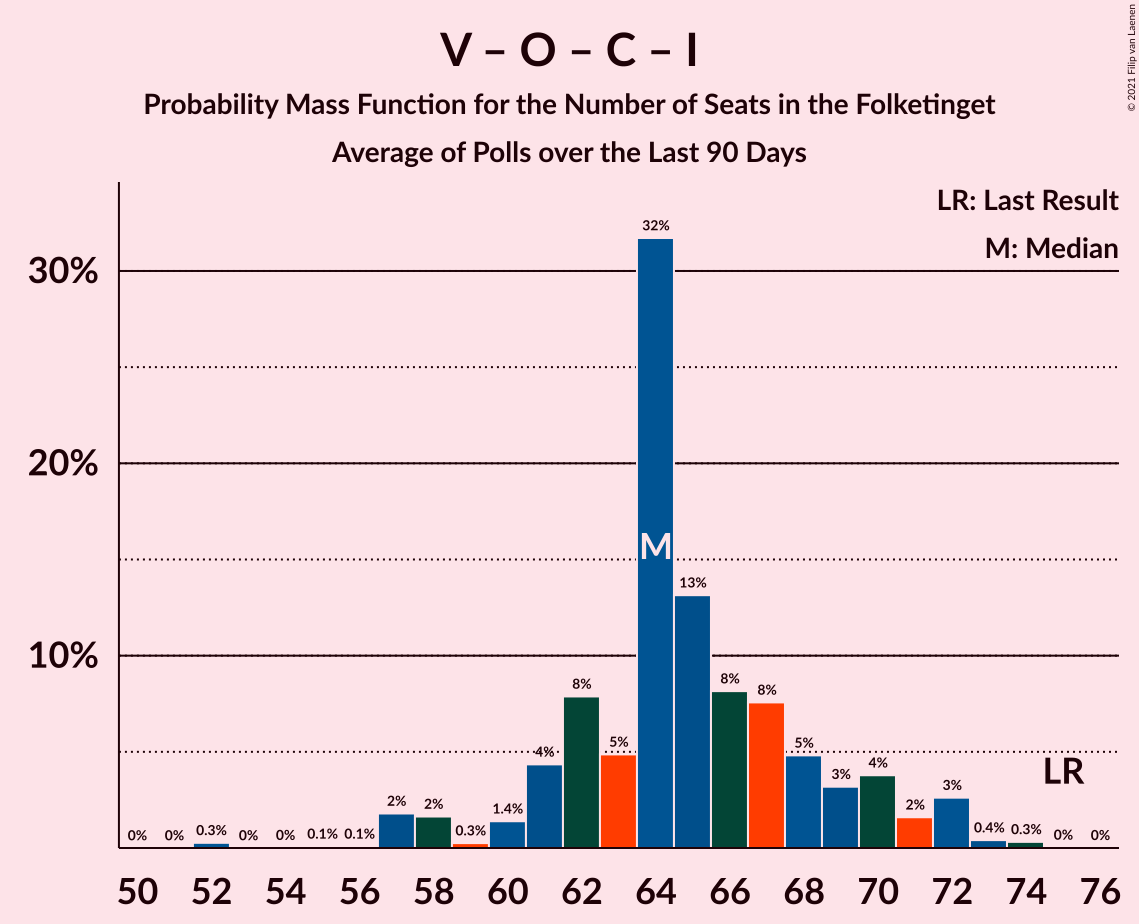 V – O – C – I
Probability Mass Function for the Number of Seats in the Folketinget
Average of Polls over the Last 90 Days
© 2021 Filip van Laenen
LR: Last Result
M: Median
30%
20%
10%
0% 0% 0.3% 0% 0% 0.1% 0.1% 2% 2% 0.3% 1.4% 4% 8% 5% 32% 13% 8% 8% 5% 3% 4% 2% 3% 0.4% 0.3% 0% 0%
M
LR
50 52 54 56 58 60 62 64 66 68 70 72 74 76